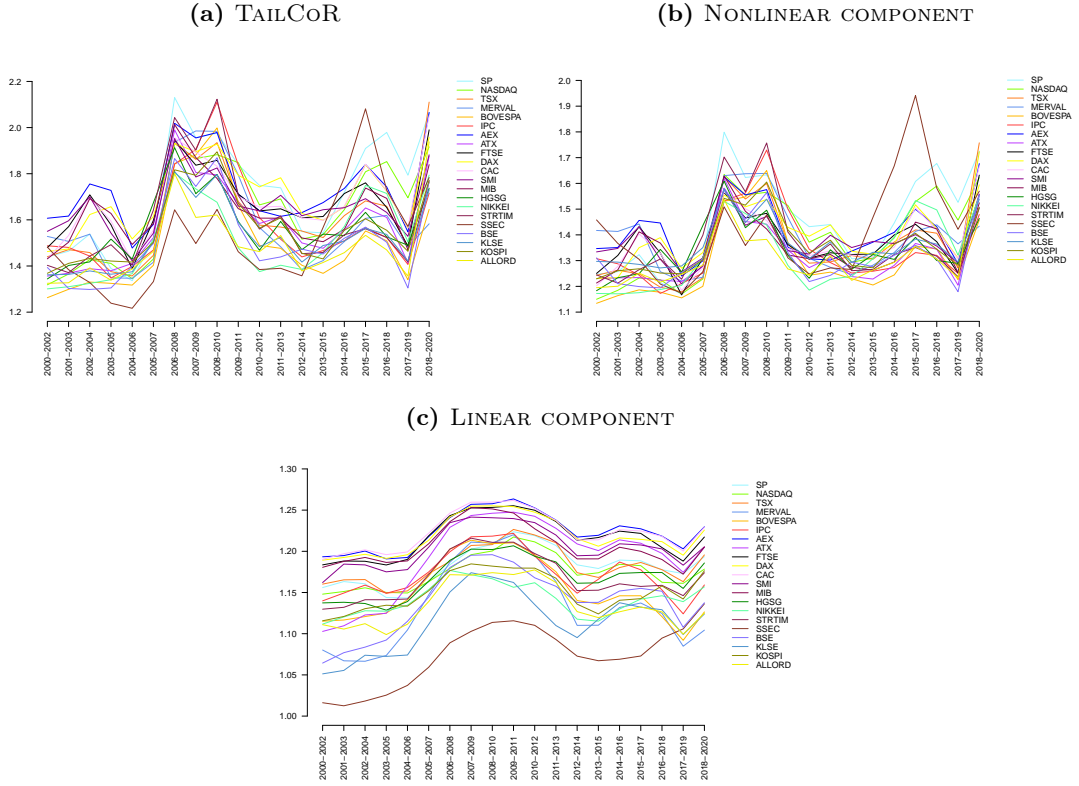 (a) TAILCOR
2.2
2.0
1.8
1.6
1.4
1.2
2000−2002
2001−2003
2002−2004
2003−2005
2004−2006
2005−2007
2006−2008
2007−2009
2008−2010
2009−2011
2010−2012
2011−2013
2012−2014
2013−2015
2014−2016
2015−2017
2016−2018
2017−2019
2018−2020
SP
NASDAQ
TSX
MERVAL
BOVESPA
IPC
AEX
ATX
FTSE
DAX
CAC
SMI
MIB
HGSG
NIKKEI
STRTIM
SSEC
BSE
KLSE
KOSPI
ALLORD
(b) NONLINEAR COMPONENT
2.0
1.9
1.8
1.7
1.6
1.5
1.4
1.3
1.2
1.1
2000−2002
2001−2003
2002−2004
2003−2005
2004−2006
2005−2007
2006−2008
2007−2009
2008−2010
2009−2011
2010−2012
2011−2013
2012−2014
2013−2015
2014−2016
2015−2017
2016−2018
2017−2019
2018−2020
SP
NASDAQ
TSX
MERVAL
BOVESPA
IPC
AEX
ATX
FTSE
DAX
CAC
SMI
MIB
HGSG
NIKKEI
STRTIM
SSEC
BSE
KLSE
KOSPI
ALLORD
(c) LINEAR COMPONENT
1.30
1.25
1.20
1.15
1.10
1.05
1.00
2000−2002
2001−2003
2002−2004
2003−2005
2004−2006
2005−2007
2006−2008
2007−2009
2008−2010
2009−2011
2010−2012
2011−2013
2012−2014
2013−2015
2014−2016
2015−2017
2016−2018
2017−2019
2018−2020
SP
NASDAQ
TSX
MERVAL
BOVESPA
IPC
AEX
ATX
FTSE
DAX
CAC
SMI
MIB
HGSG
NIKKEI
STRTIM
SSEC
BSE
KLSE
KOSPI
ALLORD